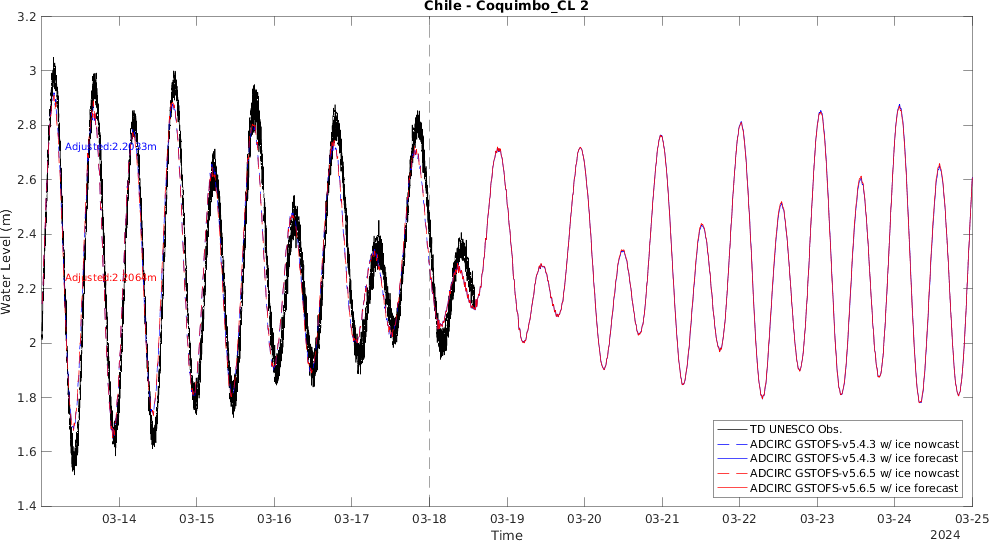 Chile - Coquimbo_CL 2
3.2
3
2.8
2.6
2.4
2.2
2
1.8
1.6
1.4
Water Level (m)
Adjusted:2.2093m
Adjusted:2.2064m
TD UNESCO Obs.
ADCIRC GSTOFS-v5.4.3 w/ ice nowcast
ADCIRC GSTOFS-v5.4.3 w/ ice forecast
ADCIRC GSTOFS-v5.6.5 w/ ice nowcast
ADCIRC GSTOFS-v5.6.5 w/ ice forecast
03-14 03-15 03-16 03-17 03-18 03-19 03-20 03-21 03-22 03-23 03-24 03-25
Time
2024